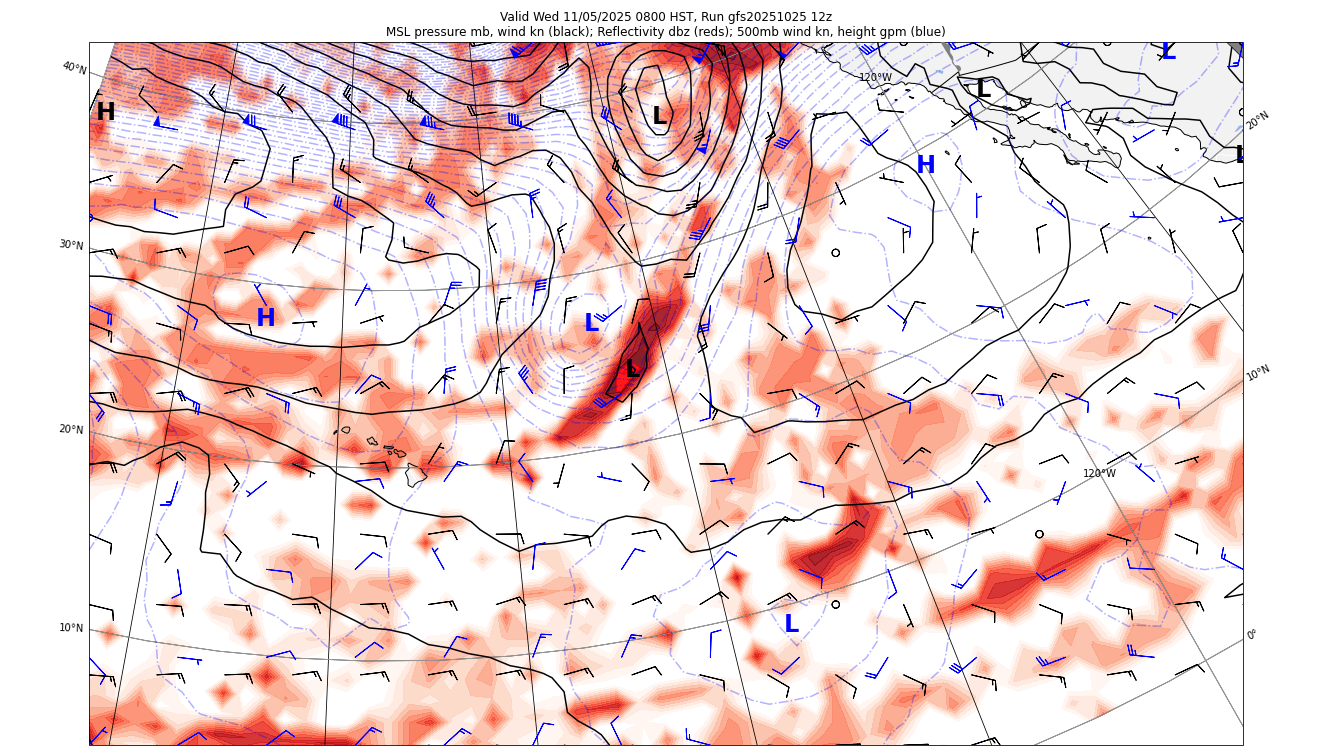 Valid Wed 11/05/2025 0800 HST, Run gfs20251025 12z
MSL pressure mb, wind kn (black); Reflectivity dbz (reds); 500mb wind kn, height gpm (blue)
40°N
120°W
L
L
H
L
20°N
L
H
30°N
H
L
L
10°N
20°N
120°W
10°N
L
0°